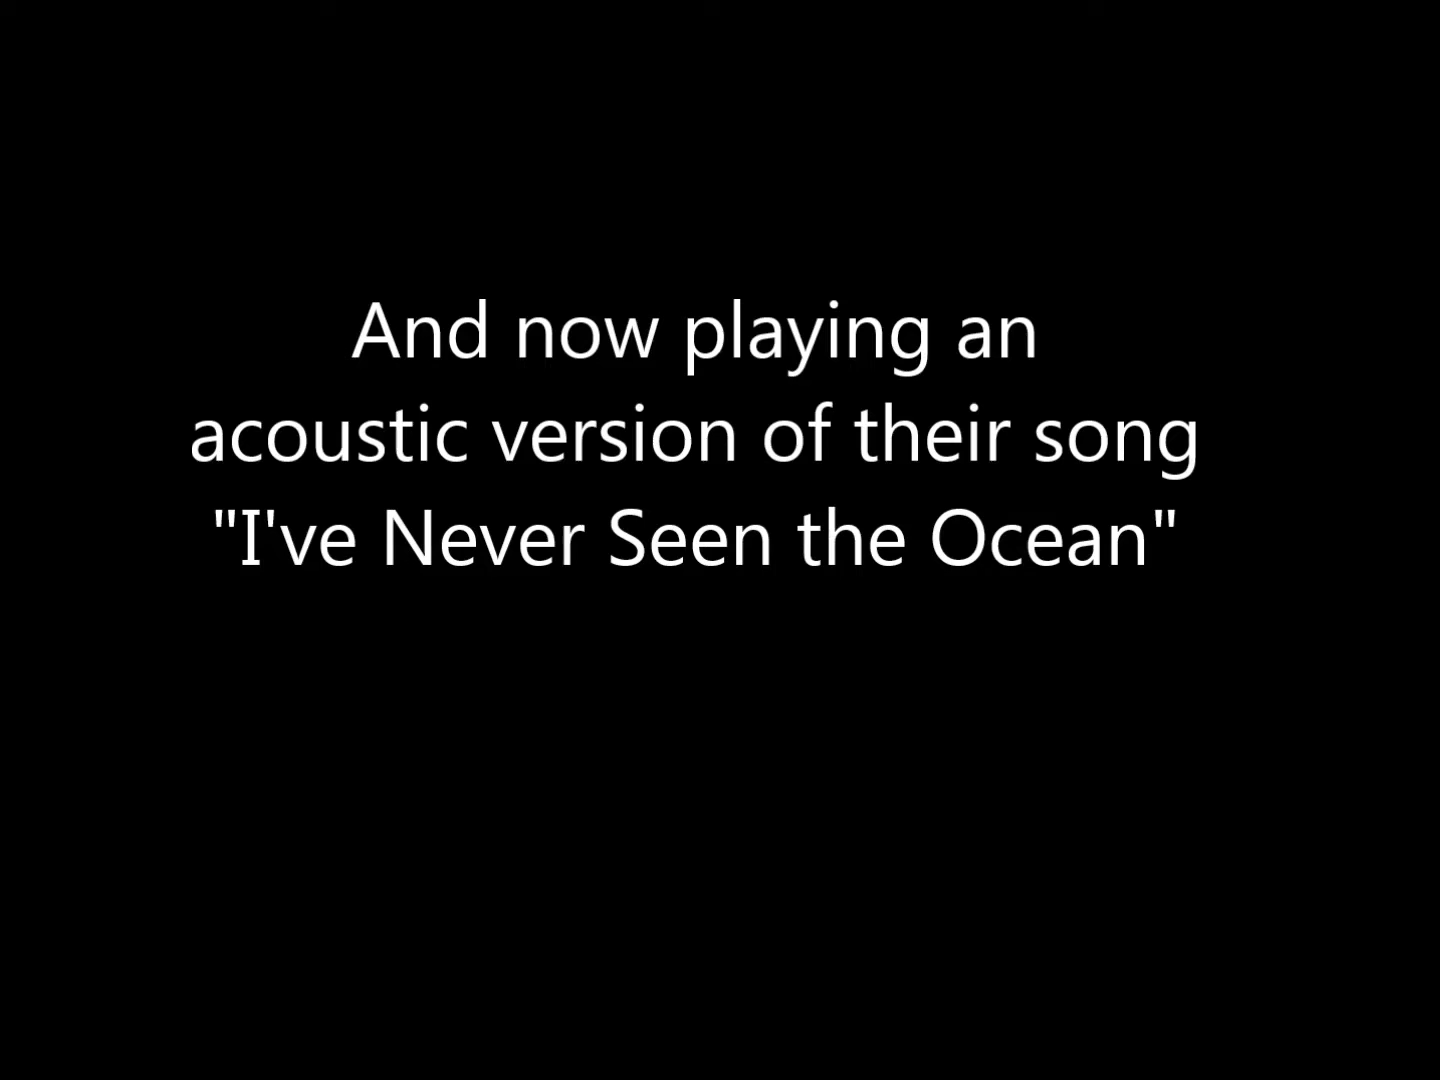 And now playing an
acoustic version of their song
"I've Never Seen the Ocean"